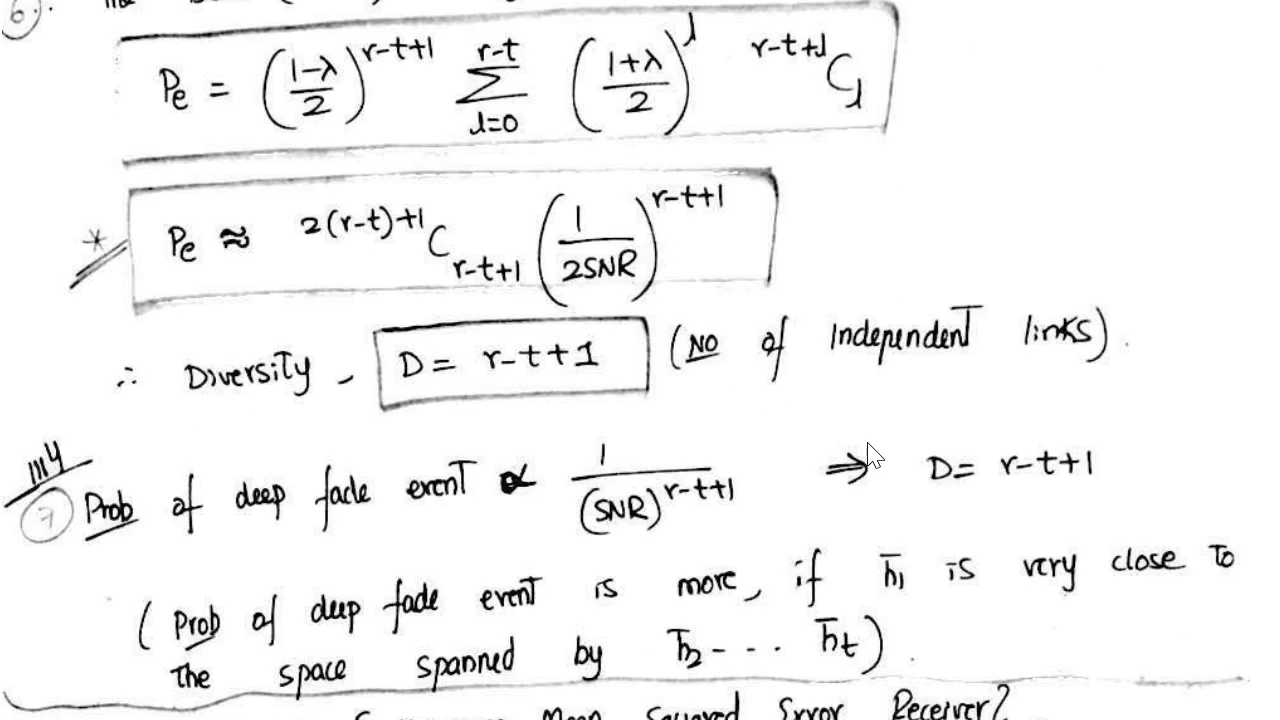 6.
Pe = ((1-λ)/2)^(r-t+1) Σ_(l=0)^(r-t) ((1+λ)/2)^l ^(r-t+l)C_l
* Pe ≈ ^(2(r-t)+1)C_(r-t+1) (1/(2SNR))^(r-t+1)
∴ Diversity, D = r-t+1 (No of independent links).
111ly
7 Prob of deep fade event ∝ 1/(SNR)^(r-t+1) ⇒ D = r-t+1
(Prob of deep fade event is more, if h̄₁ is very close to
the space spanned by h̄₂ - - . . h̄t).
Mean Squared Error Receiver?